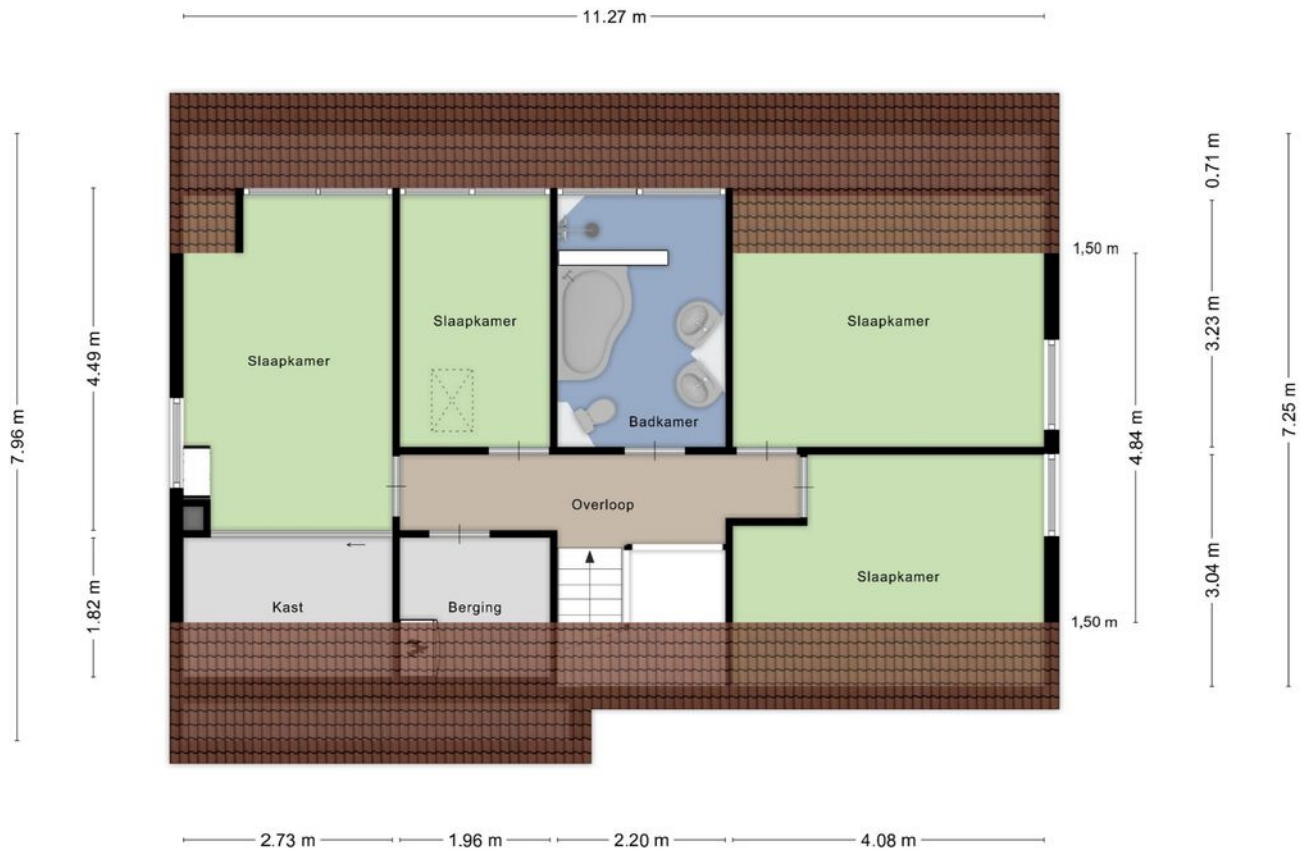 11.27 m
0.71 m
1,50 m
Slaapkamer
Slaapkamer
Slaapkamer
3.23 m
4.49 m
Slaapkamer
7.96 m
7.25 m
Badkamer
4.84 m
Overloop
Slaapkamer
3.04 m
1.82 m
Kast
Berging
1,50 m
2.73 m
1.96 m
2.20 m
4.08 m